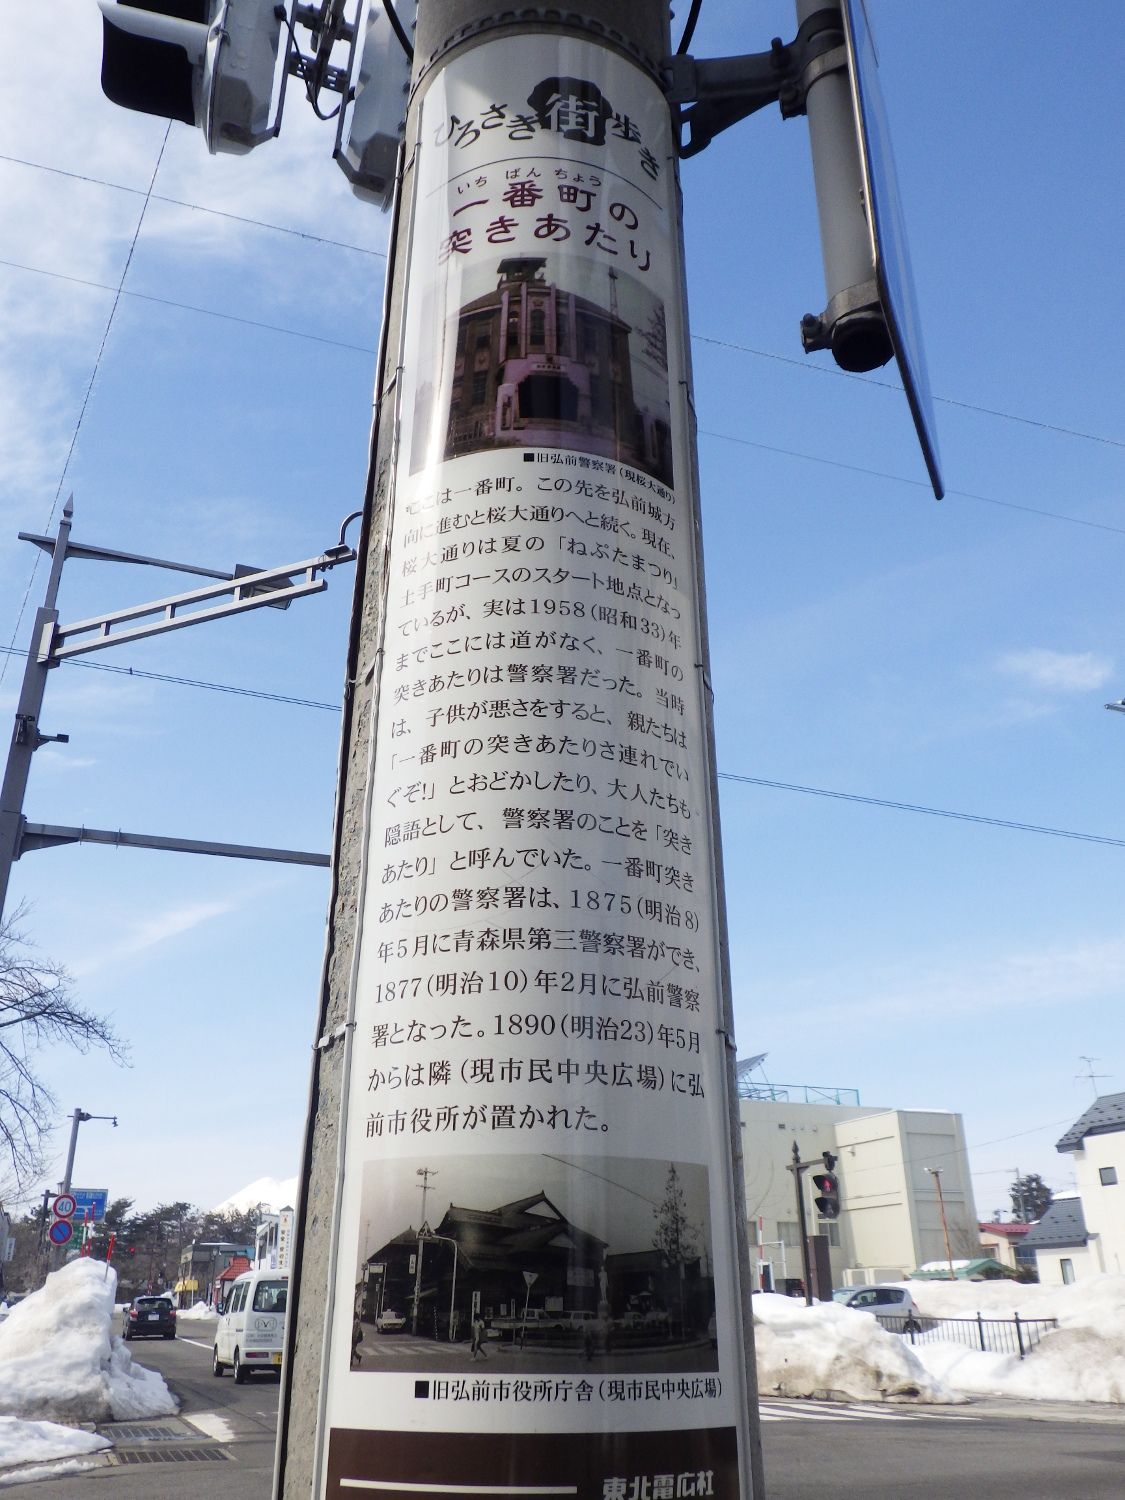 ひろさき街歩き
いち ばん ちょう
一番町の
突きあたり
■旧弘前警察署(現桜大通り)
ここは一番町。この先を弘前城方
向に進むと桜大通りへと続く。現在、
桜大通りは夏の「ねぷたまつり」
土手町コースのスタート地点となっ
ているが、実は1958(昭和33)年
までここには道がなく、一番町の
突きあたりは警察署だった。当時
は、子供が悪さをすると、親たちは
「一番町の突きあたりさ連れでい
ぐぞ!」とおどかしたり、大人たちも
隠語として、警察署のことを「突き
あたり」と呼んでいた。一番町突き
あたりの警察署は、1875(明治8)
年5月に青森県第三警察署ができ、
1877(明治10)年2月に弘前警察
署となった。1890(明治23)年5月
からは隣(現市民中央広場)に弘
前市役所が置かれた。
■旧弘前市役所庁舎(現市民中央広場)
東北電広社
40